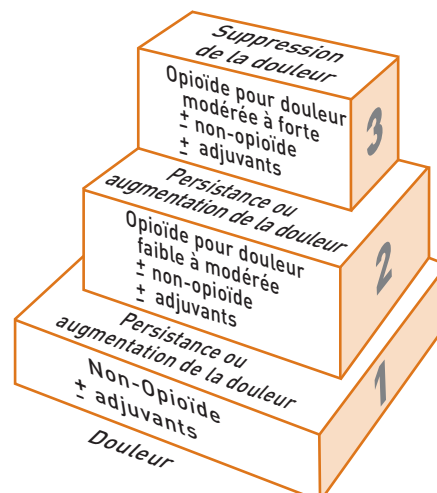 Suppression
de la douleur
Opioïde pour douleur
modérée à forte
± non-opioïde
± adjuvants
3
Persistance ou
augmentation de la douleur
Opioïde pour douleur
faible à modérée
± non-opioïde
± adjuvants
2
Persistance ou
augmentation de la douleur
Non-Opioïde
± adjuvants
1
Douleur